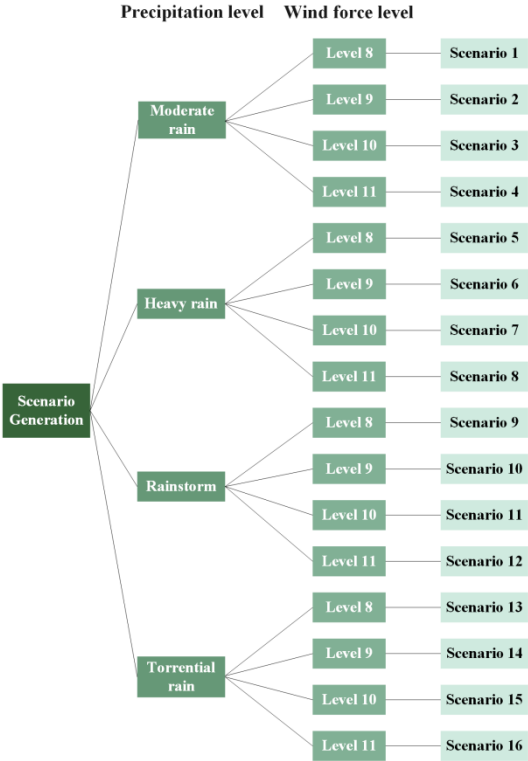 Precipitation level Wind force level
Level 8 Scenario 1
Level 9 Scenario 2
Moderate
rain
Level 10 Scenario 3
Level 11 Scenario 4
Level 8 Scenario 5
Level 9 Scenario 6
Heavy rain
Level 10 Scenario 7
Level 11 Scenario 8
Scenario
Generation
Level 8 Scenario 9
Level 9 Scenario 10
Rainstorm
Level 10 Scenario 11
Level 11 Scenario 12
Level 8 Scenario 13
Level 9 Scenario 14
Torrential
rain
Level 10 Scenario 15
Level 11 Scenario 16